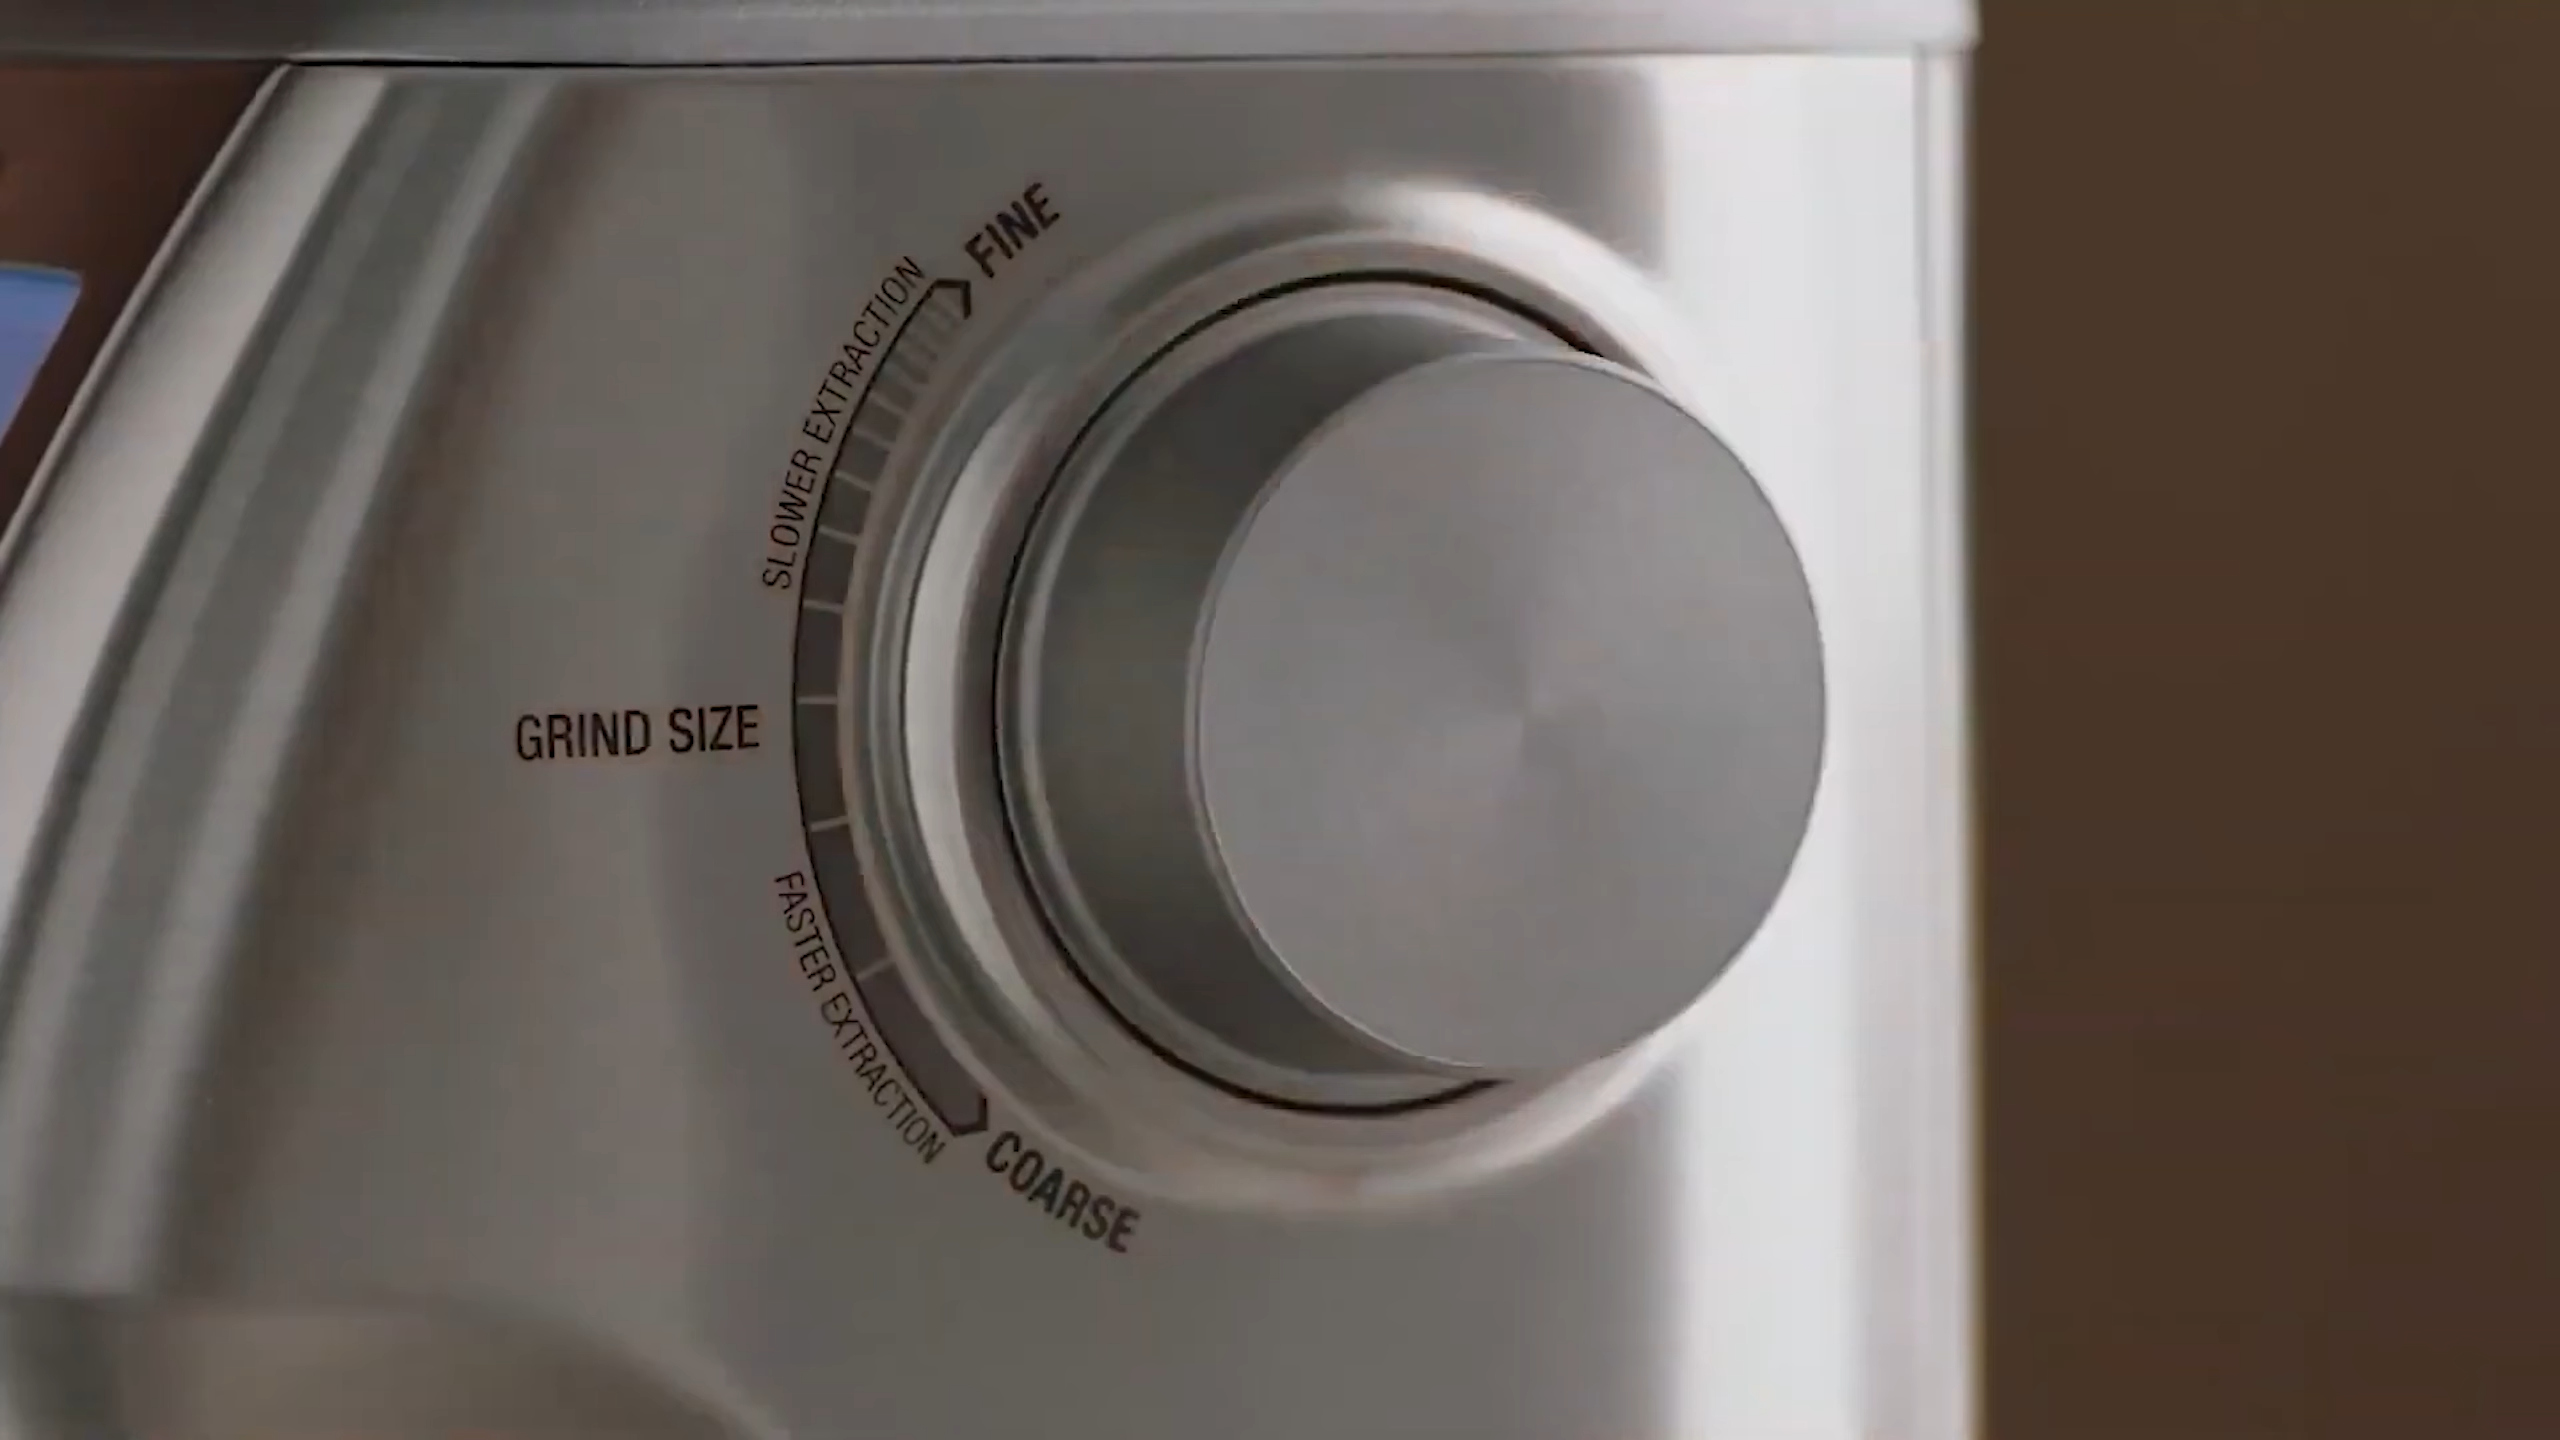 FINE
SLOWER EXTRACTION
GRIND SIZE
FASTER EXTRACTION
COARSE